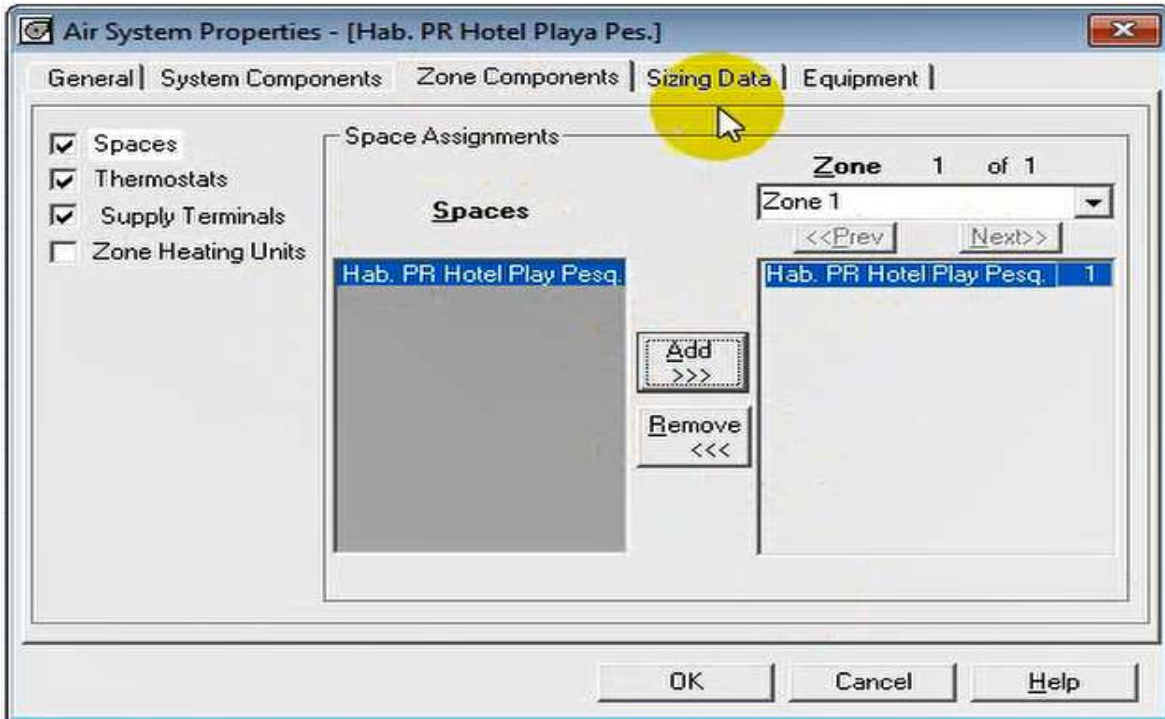 Air System Properties - [Hab. PR Hotel Playa Pes.]
General System Components Zone Components Sizing Data Equipment
Spaces
Thermostats
Supply Terminals
Zone Heating Units
Space Assignments
Spaces
Hab. PR Hotel Play Pesq.
Add
>>>
Remove
<<<
Zone 1 of 1
Zone 1
<<Prev Next>>
Hab. PR Hotel Play Pesq. 1
OK Cancel Help